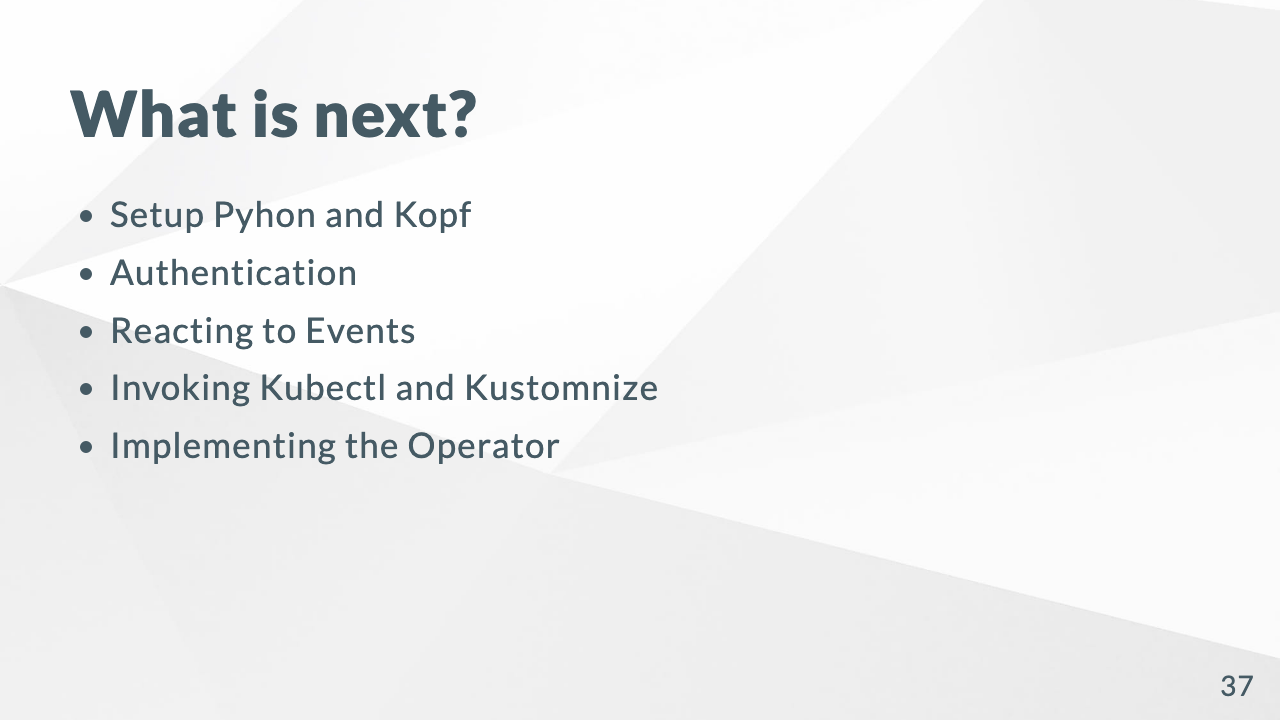 What is next?
• Setup Pyhon and Kopf
• Authentication
• Reacting to Events
• Invoking Kubectl and Kustomnize
• Implementing the Operator
37